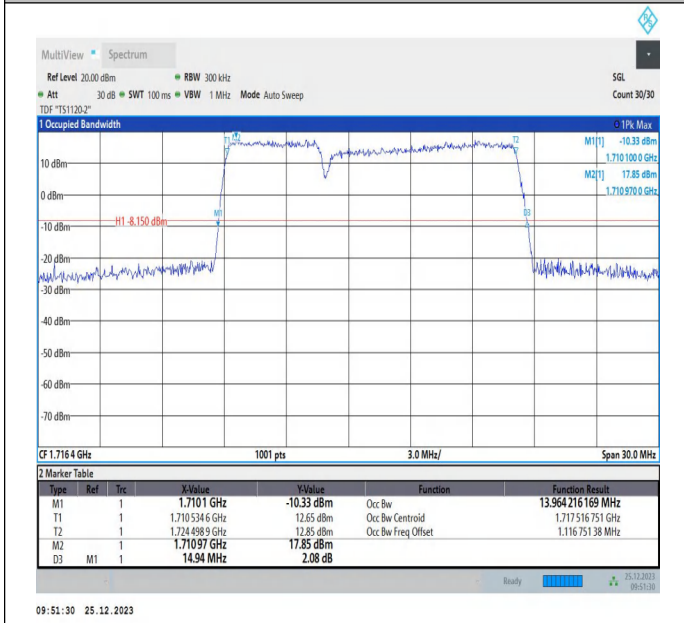 R&S
MultiView Spectrum
Ref Level 20.00 dBm RBW 300 kHz SGL
Att 30 dB SWT 100 ms VBW 1 MHz Mode Auto Sweep Count 30/30
TDF "TS1120-2"
1 Occupied Bandwidth 1Pk Max
M1[1] -10.33 dBm
1.710 100 0 GHz
M2[1] 17.85 dBm
1.710 970 0 GHz
T1 T2
10 dBm
0 dBm
M1 D3
H1 -8.150 dBm
-10 dBm
-20 dBm
-30 dBm
-40 dBm
-50 dBm
-60 dBm
-70 dBm
CF 1.716 4 GHz 1001 pts 3.0 MHz/ Span 30.0 MHz
2 Marker Table
Type Ref Trc X-Value Y-Value Function Function Result
M1 1 1.7101 GHz -10.33 dBm Occ Bw 13.964 216 169 MHz
T1 1 1.710 534 6 GHz 12.65 dBm Occ Bw Centroid 1.717 516 751 GHz
T2 1 1.724 498 9 GHz 12.85 dBm Occ Bw Freq Offset 1.116 751 38 MHz
M2 1 1.71097 GHz 17.85 dBm
D3 M1 1 14.94 MHz 2.08 dB
Ready 25.12.2023
09:51:30
09:51:30 25.12.2023